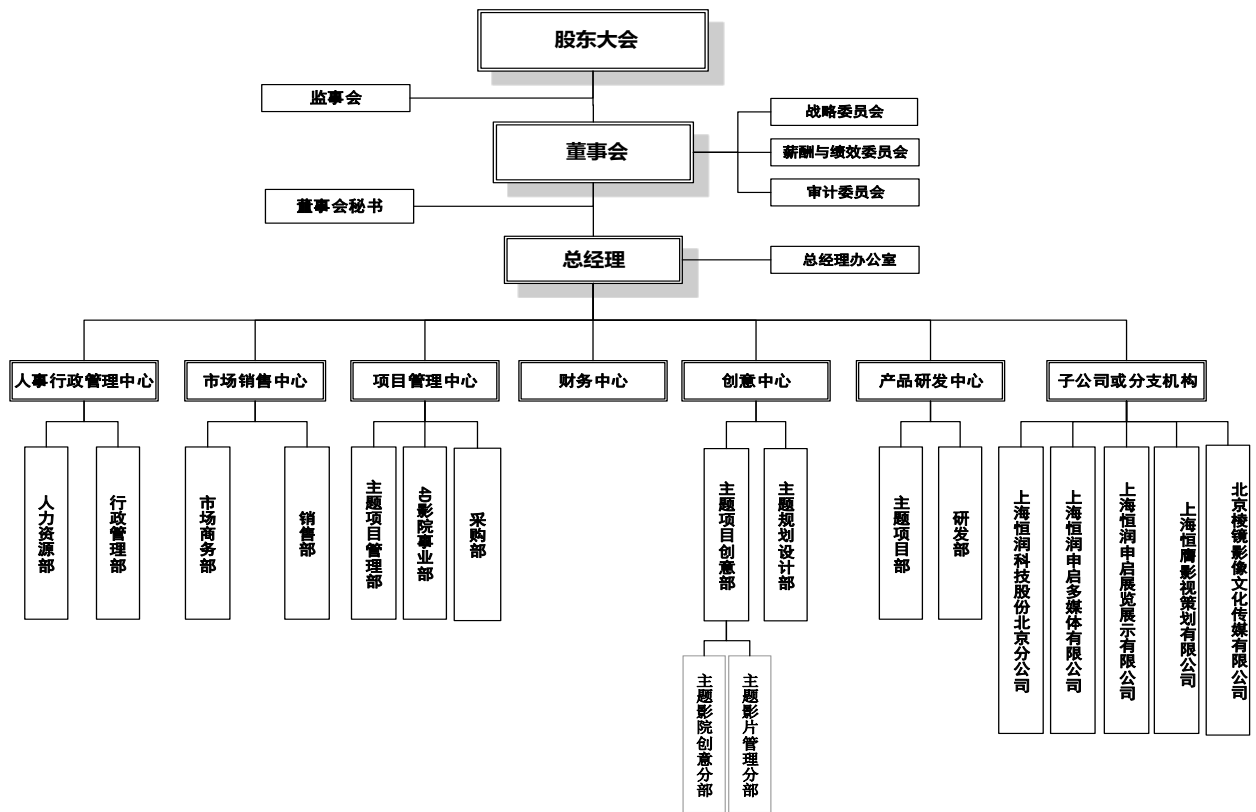 股东大会
监事会
战略委员会
董事会
薪酬与绩效委员会
审计委员会
董事会秘书
总经理
总经理办公室
人事行政管理中心
市场销售中心
项目管理中心
财务中心
创意中心
产品研发中心
子公司或分支机构
人力资源部
行政管理部
市场商务部
销售部
主题项目管理部
4D影院事业部
采购部
主题项目创意部
主题规划设计部
主题项目部
研发部
上海恒润科技股份北京分公司
上海恒润申启多媒体有限公司
上海恒润申启展览展示有限公司
上海恒膺影视策划有限公司
北京棱镜影像文化传媒有限公司
主题影院创意分部
主题影片管理分部